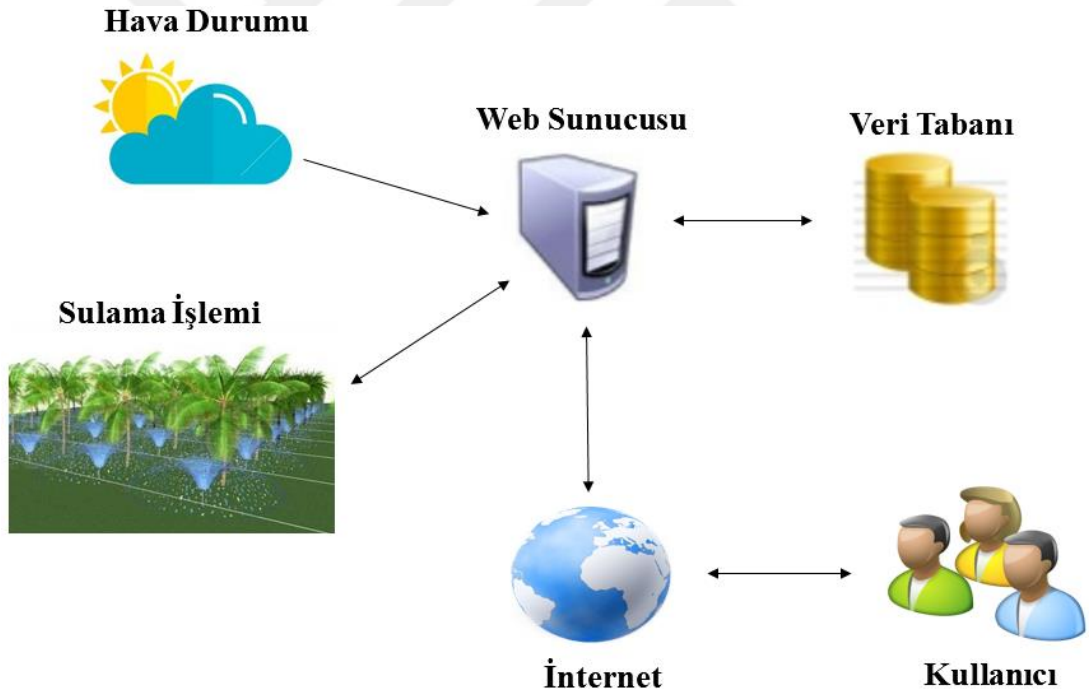 Hava Durumu
Web Sunucusu
Veri Tabanı
Sulama İşlemi
İnternet
Kullanıcı